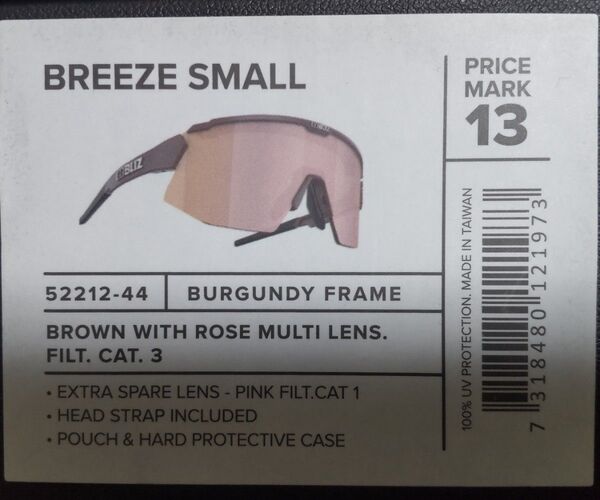 BREEZE SMALL
BLIZ
52212-44
BURGUNDY FRAME
BROWN WITH ROSE MULTI LENS.
FILT. CAT. 3
• EXTRA SPARE LENS - PINK FILT.CAT 1
• HEAD STRAP INCLUDED
• POUCH & HARD PROTECTIVE CASE
PRICE
MARK
13
100% UV PROTECTION. MADE IN TAIWAN
7 318480 121973